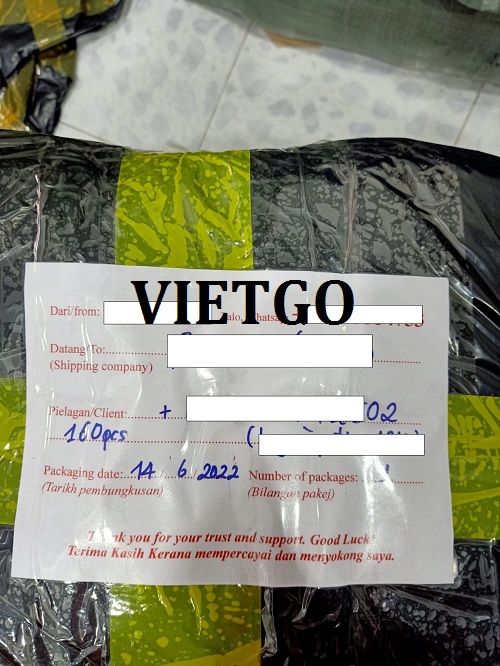 VIETGO
Dari/from:
Datang/To:
(Shipping company)
Pielagan/Client: + 502
160pcs (
Packaging date: 14 6 2022 Number of packages:
(Tarikh pembungkusan) (Bilangan pakej)
Thank you for your trust and support. Good Luck
Terima Kasih Kerana mempercayai dan menyokong saya.